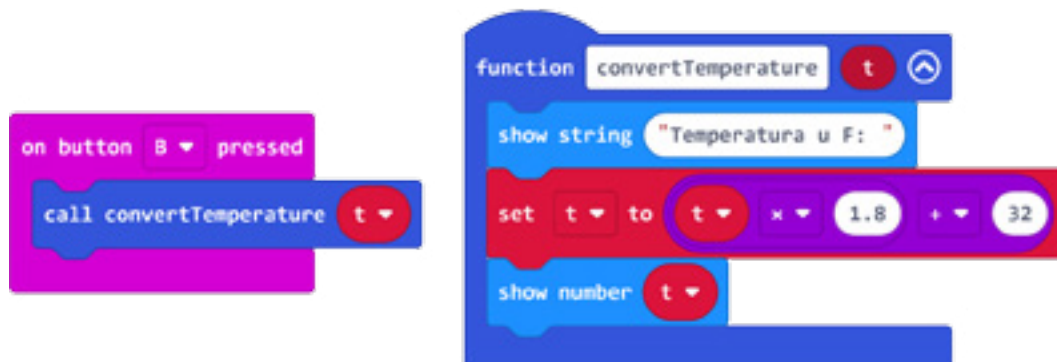 on button B pressed
call convertTemperature t
function convertTemperature t
show string "Temperatura u F: "
set t to t × 1.8 + 32
show number t